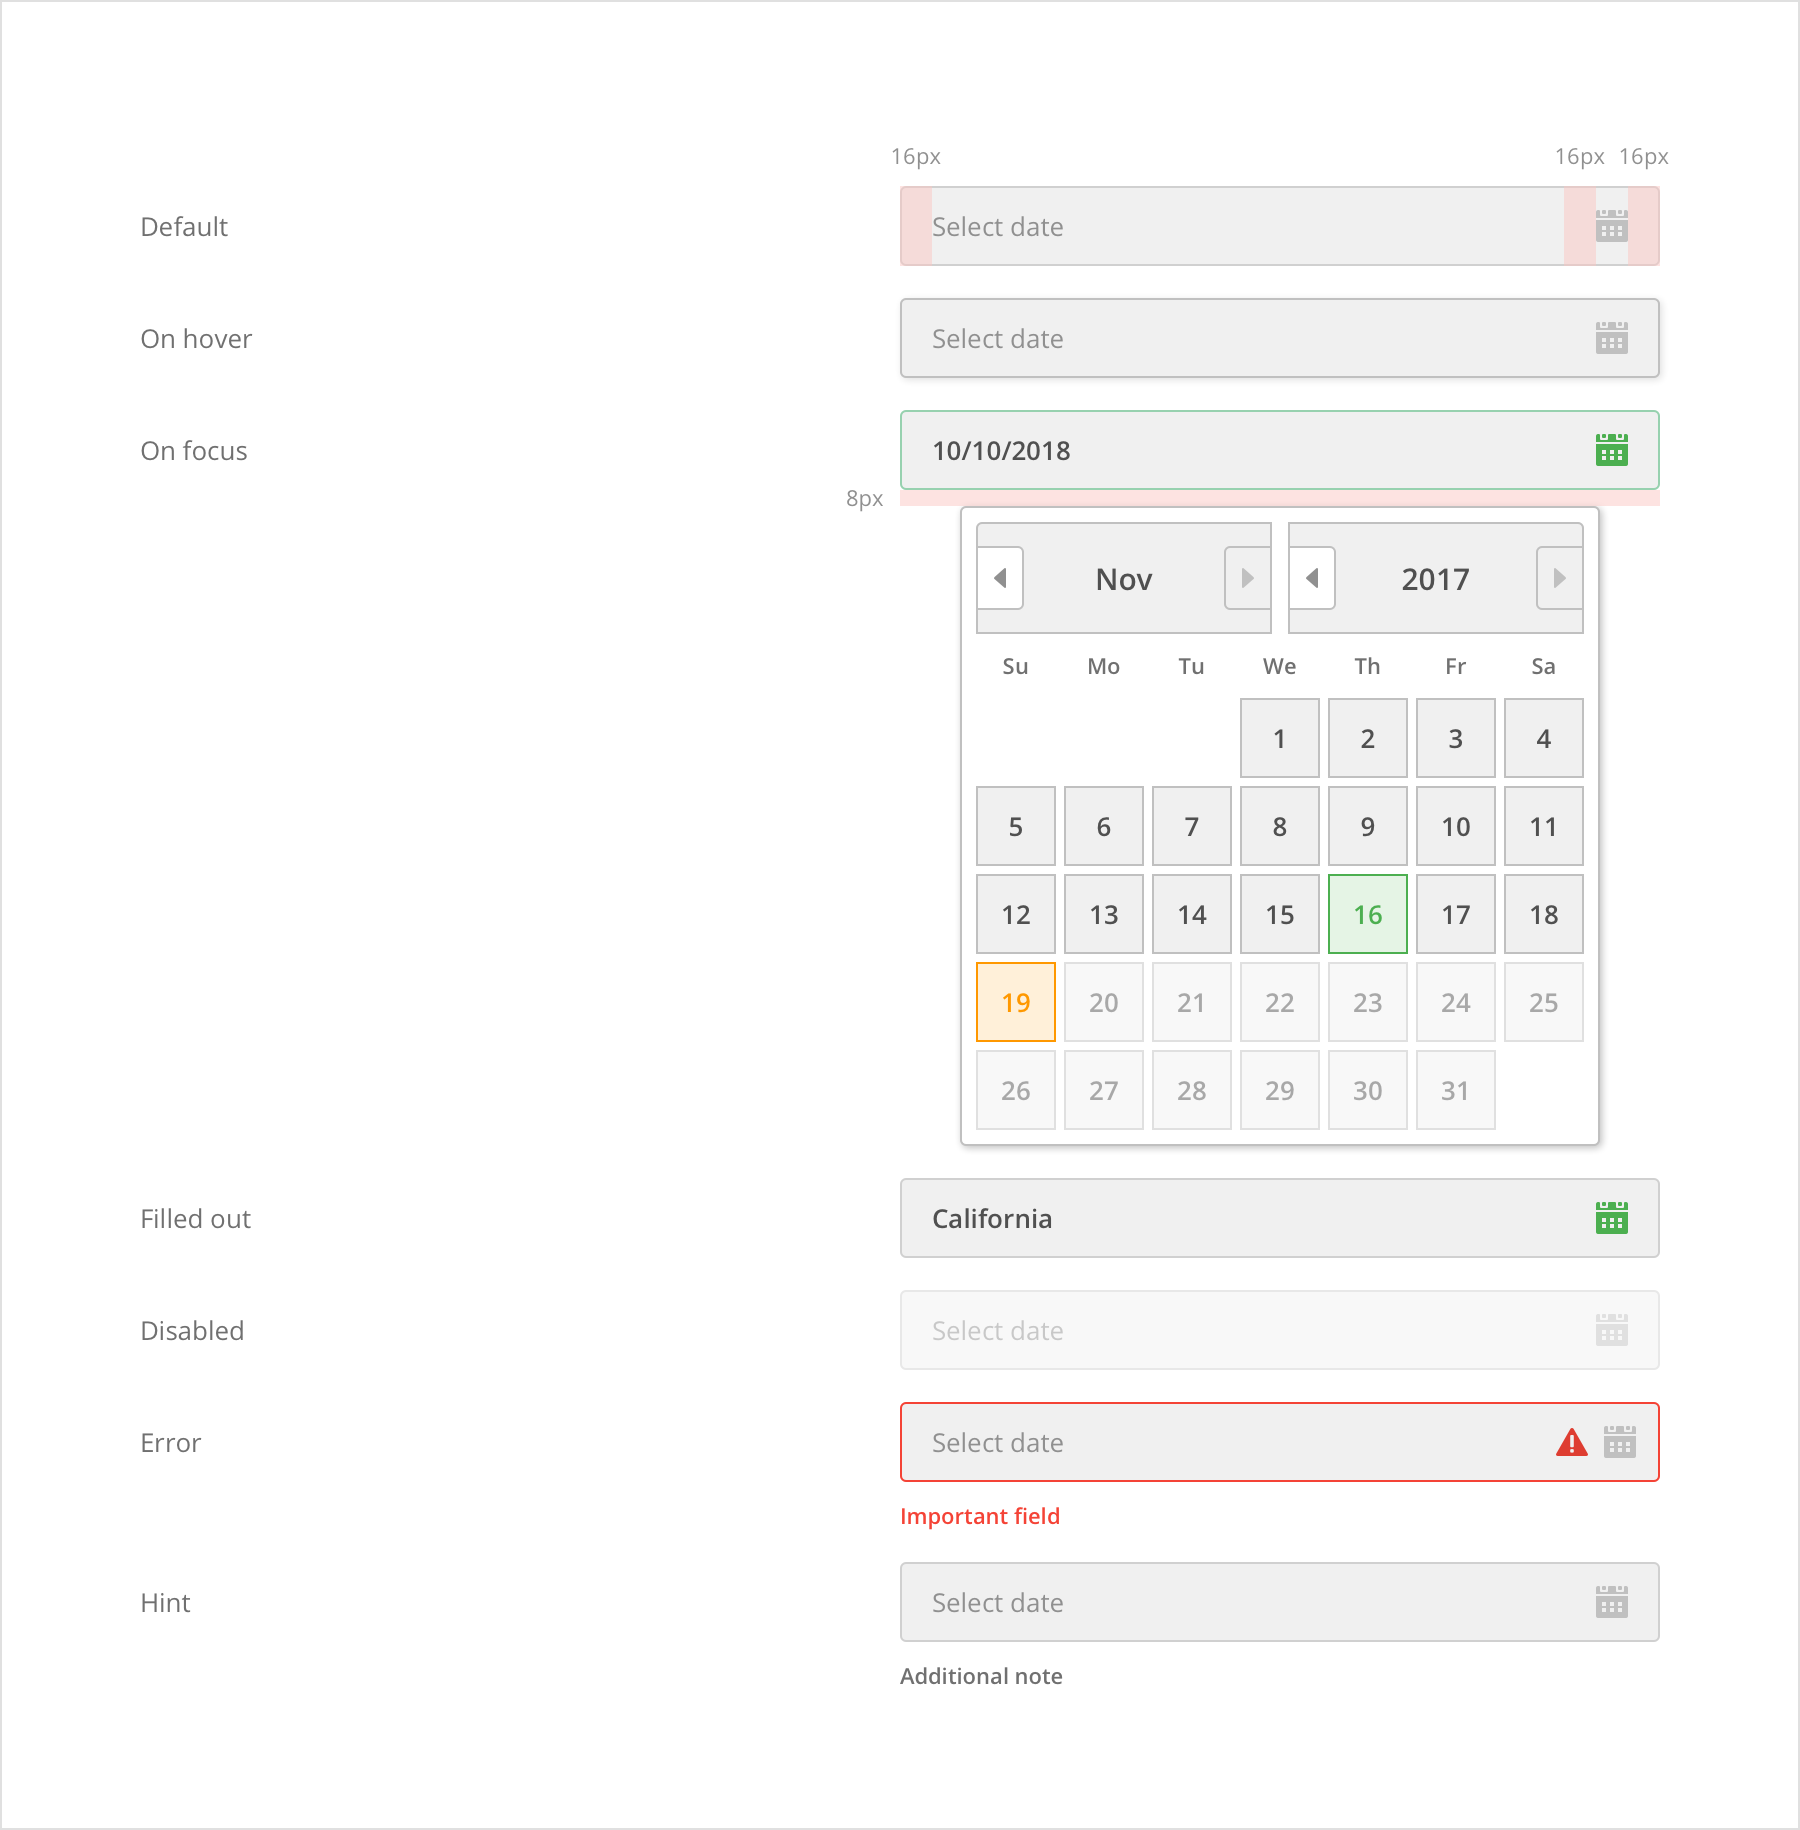 16px 16px 16px
Default Select date
On hover Select date
On focus 10/10/2018
8px
Nov 2017
Su Mo Tu We Th Fr Sa
1 2 3 4
5 6 7 8 9 10 11
12 13 14 15 16 17 18
19 20 21 22 23 24 25
26 27 28 29 30 31
Filled out California
Disabled Select date
Error Select date
Important field
Hint Select date
Additional note